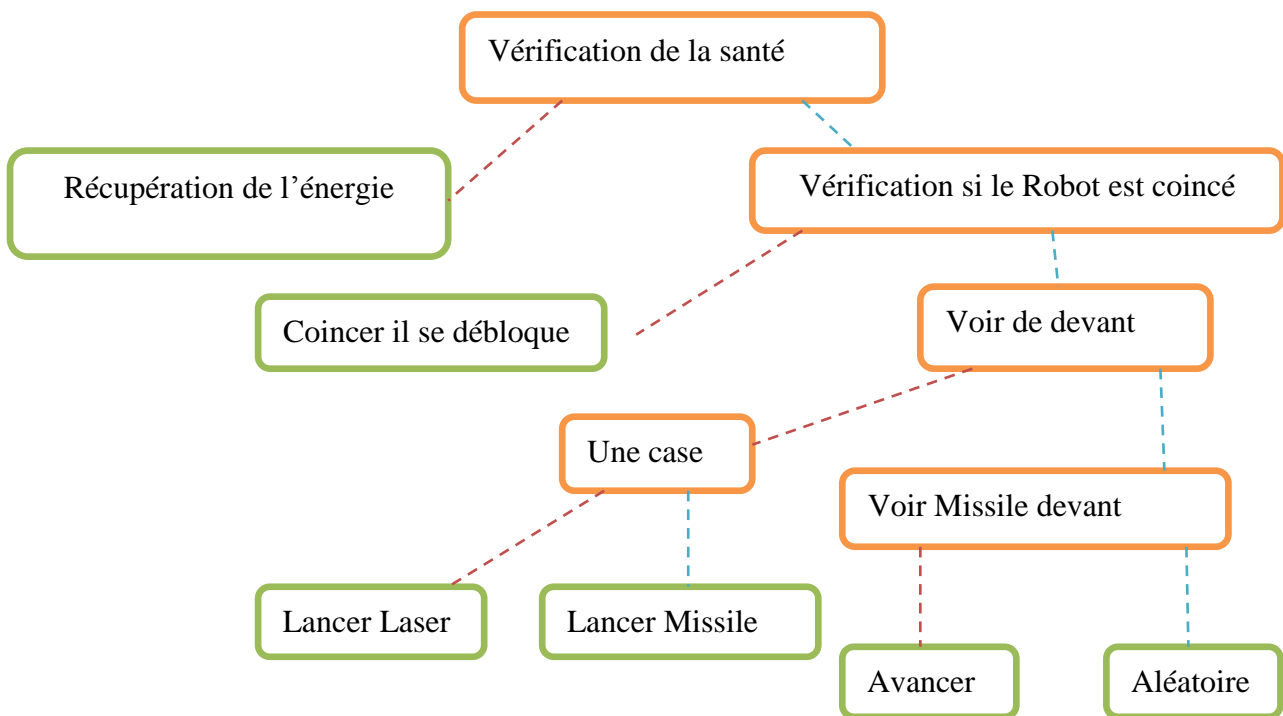 Vérification de la santé
Récupération de l’énergie
Vérification si le Robot est coincé
Coincer il se débloque
Voir de devant
Une case
Voir Missile devant
Lancer Laser
Lancer Missile
Avancer
Aléatoire